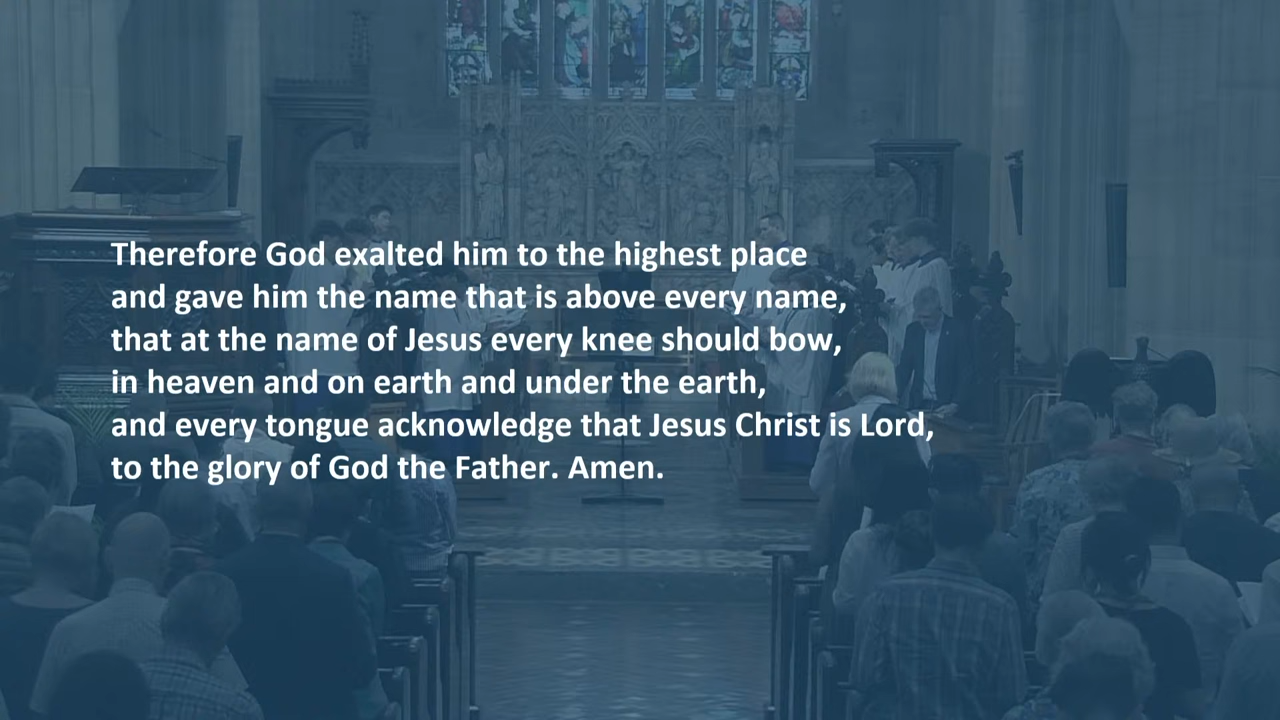 Therefore God exalted him to the highest place
and gave him the name that is above every name,
that at the name of Jesus every knee should bow,
in heaven and on earth and under the earth,
and every tongue acknowledge that Jesus Christ is Lord,
to the glory of God the Father. Amen.